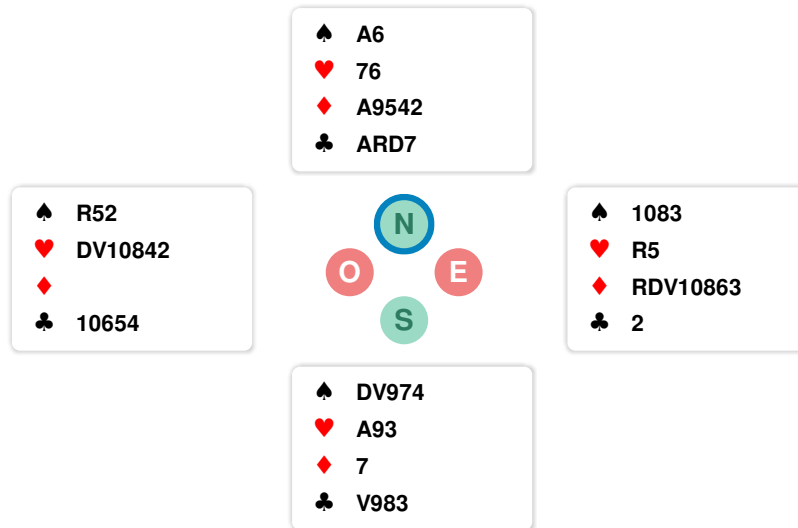 ♠ A6
♥ 76
♦ A9542
♣ ARD7
♠ R52
♥ DV10842
♦
♣ 10654
N
O
E
S
♠ 1083
♥ R5
♦ RDV10863
♣ 2
♠ DV974
♥ A93
♦ 7
♣ V983